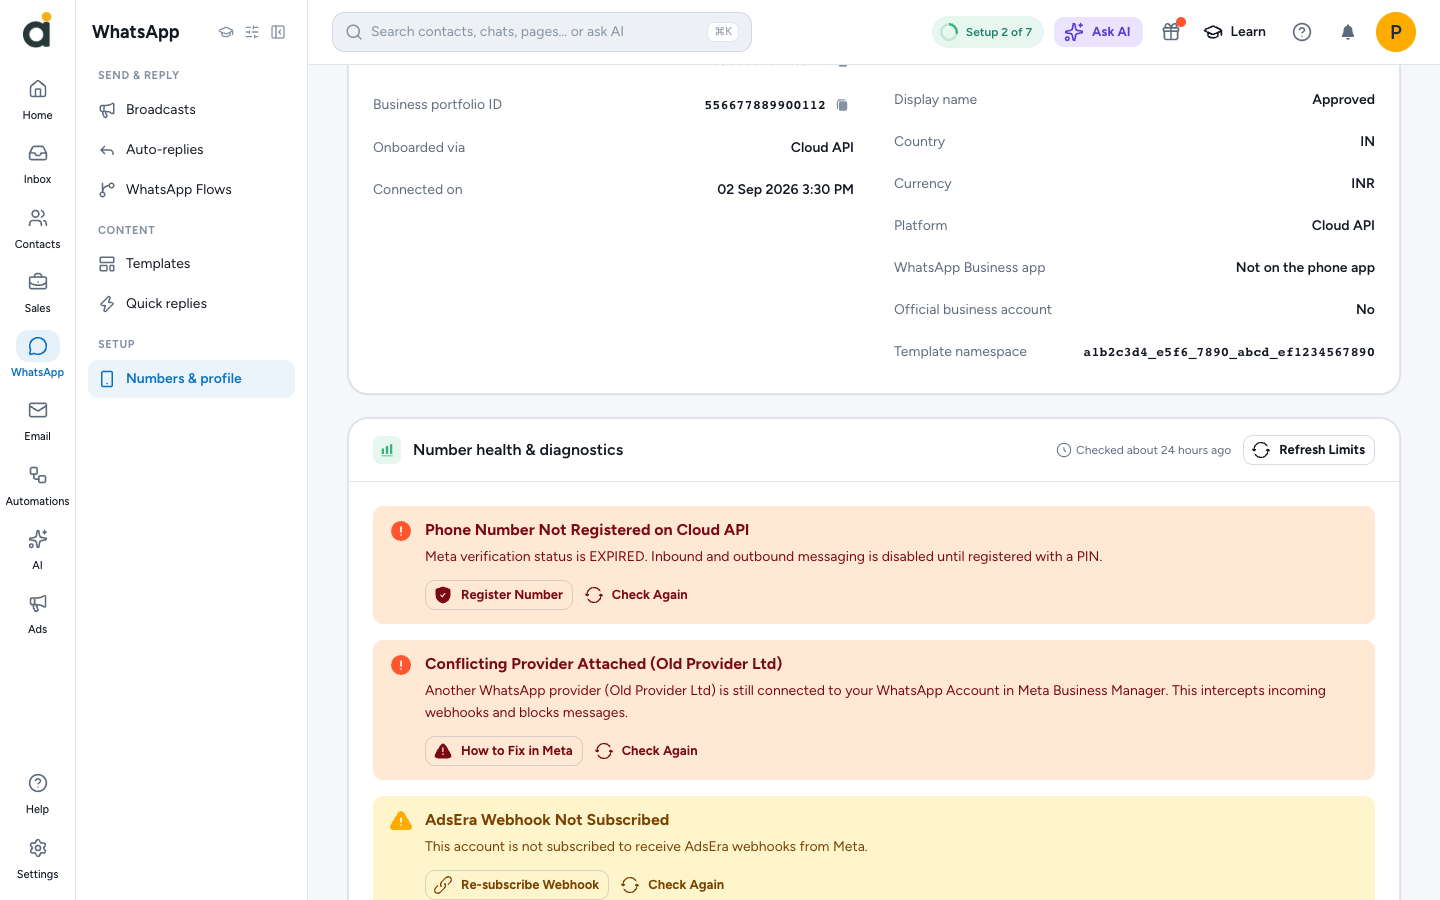 WhatsApp
Search contacts, chats, pages... or ask AI
⌘K
Setup 2 of 7
Ask AI
Learn
P
Home
Inbox
Contacts
Sales
WhatsApp
Email
Automations
AI
Ads
Help
Settings
SEND & REPLY
Broadcasts
Auto-replies
WhatsApp Flows
CONTENT
Templates
Quick replies
SETUP
Numbers & profile
Business portfolio ID
556677889900112
Onboarded via
Cloud API
Connected on
02 Sep 2026 3:30 PM
Display name
Approved
Country
IN
Currency
INR
Platform
Cloud API
WhatsApp Business app
Not on the phone app
Official business account
No
Template namespace
a1b2c3d4_e5f6_7890_abcd_ef1234567890
Number health & diagnostics
Checked about 24 hours ago
Refresh Limits
Phone Number Not Registered on Cloud API
Meta verification status is EXPIRED. Inbound and outbound messaging is disabled until registered with a PIN.
Register Number
Check Again
Conflicting Provider Attached (Old Provider Ltd)
Another WhatsApp provider (Old Provider Ltd) is still connected to your WhatsApp Account in Meta Business Manager. This intercepts incoming
webhooks and blocks messages.
How to Fix in Meta
Check Again
AdsEra Webhook Not Subscribed
This account is not subscribed to receive AdsEra webhooks from Meta.
Re-subscribe Webhook
Check Again